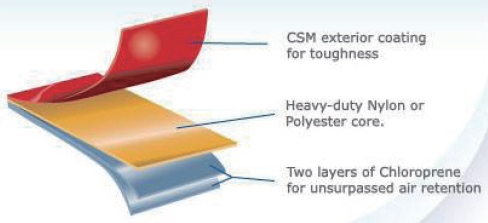 CSM exterior coating
for toughness
Heavy-duty Nylon or
Polyester core.
Two layers of Chloroprene
for unsurpassed air retention